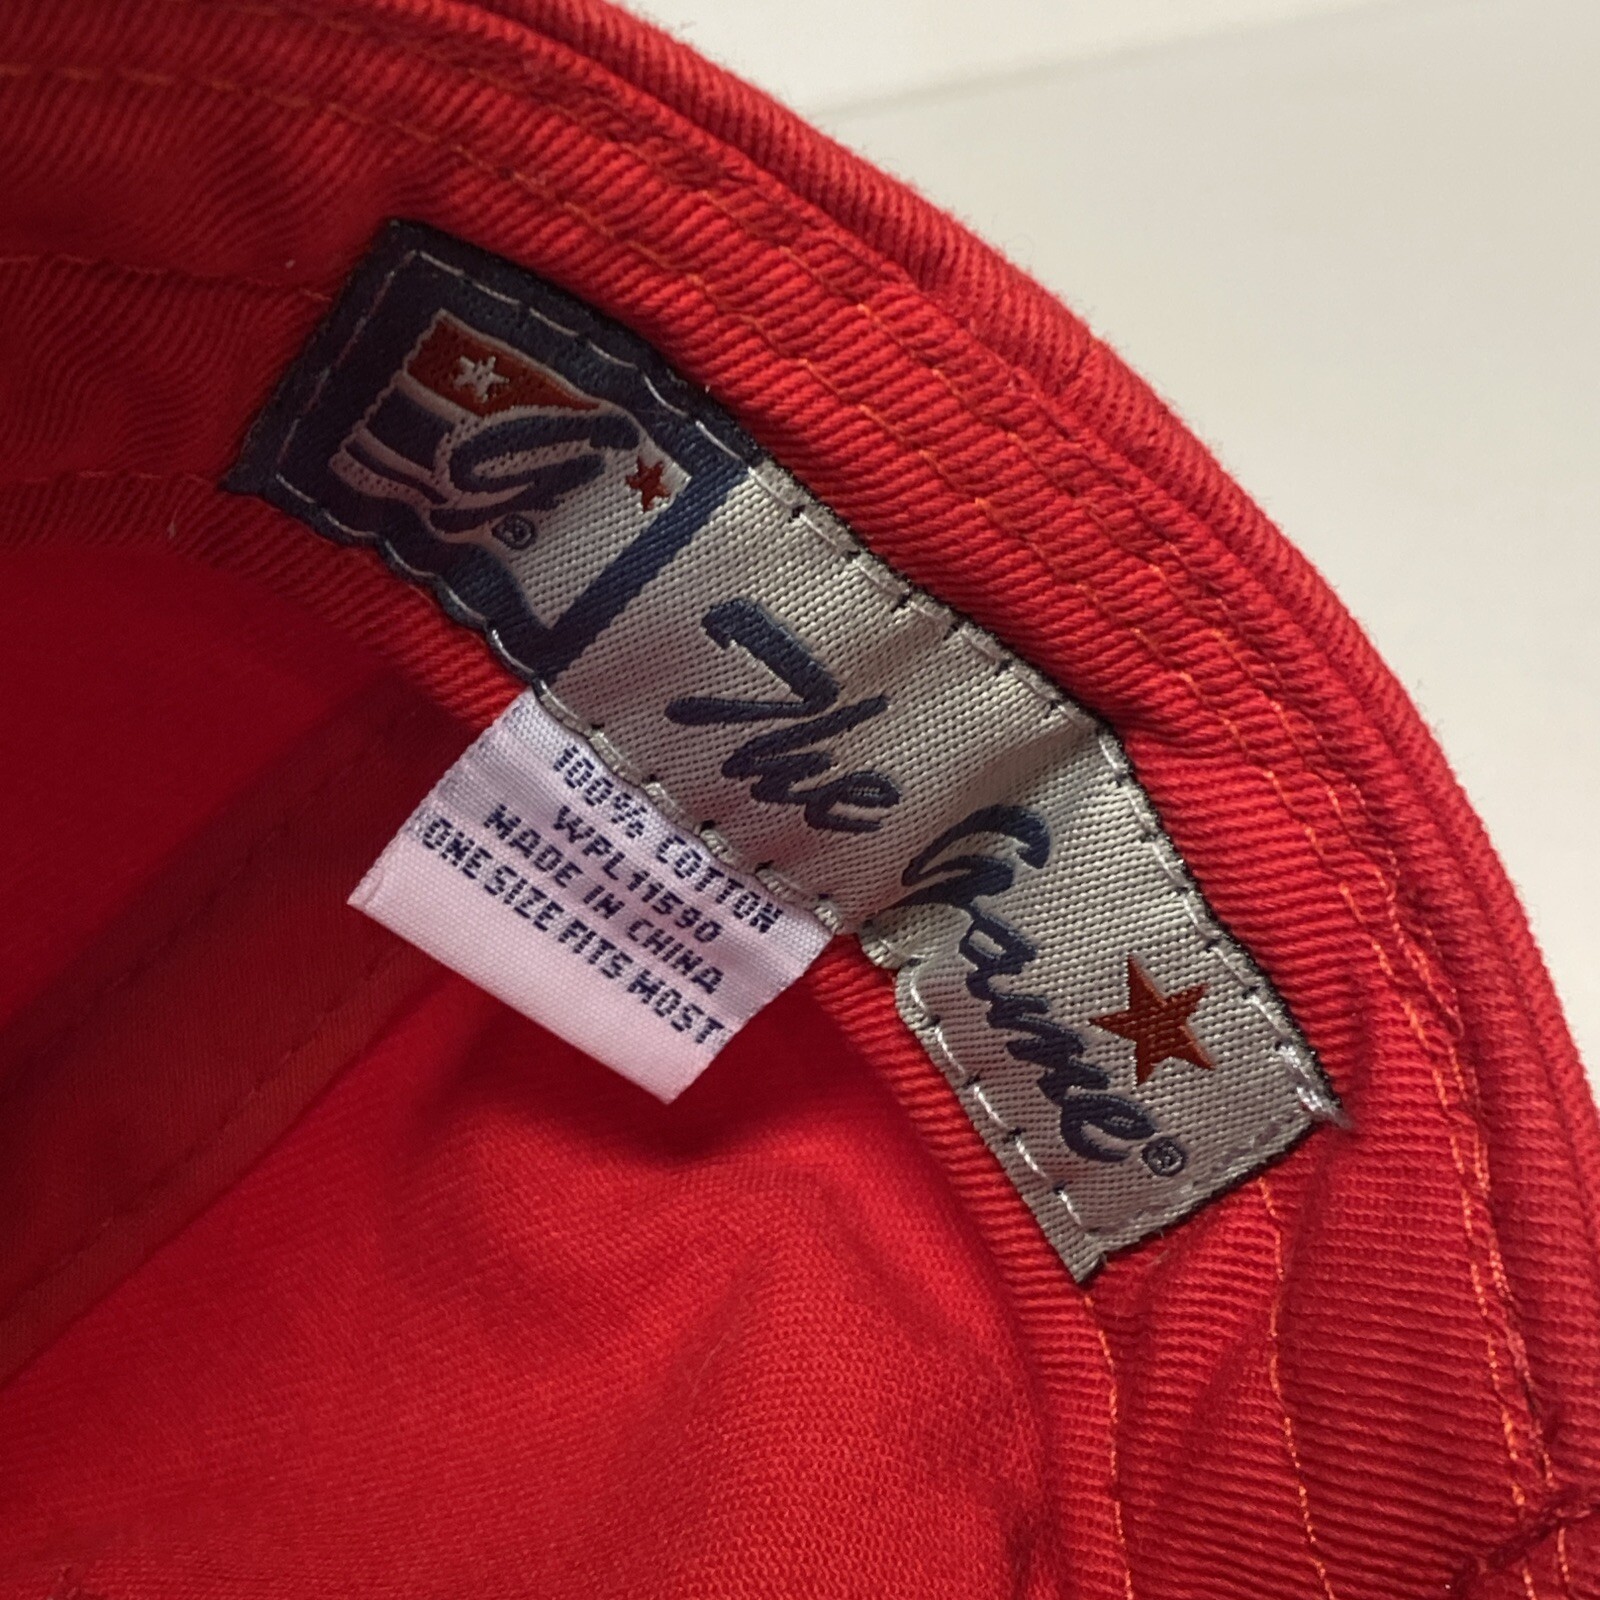 G®
The Game®
100% COTTON
WPL11590
MADE IN CHINA
ONE SIZE FITS MOST